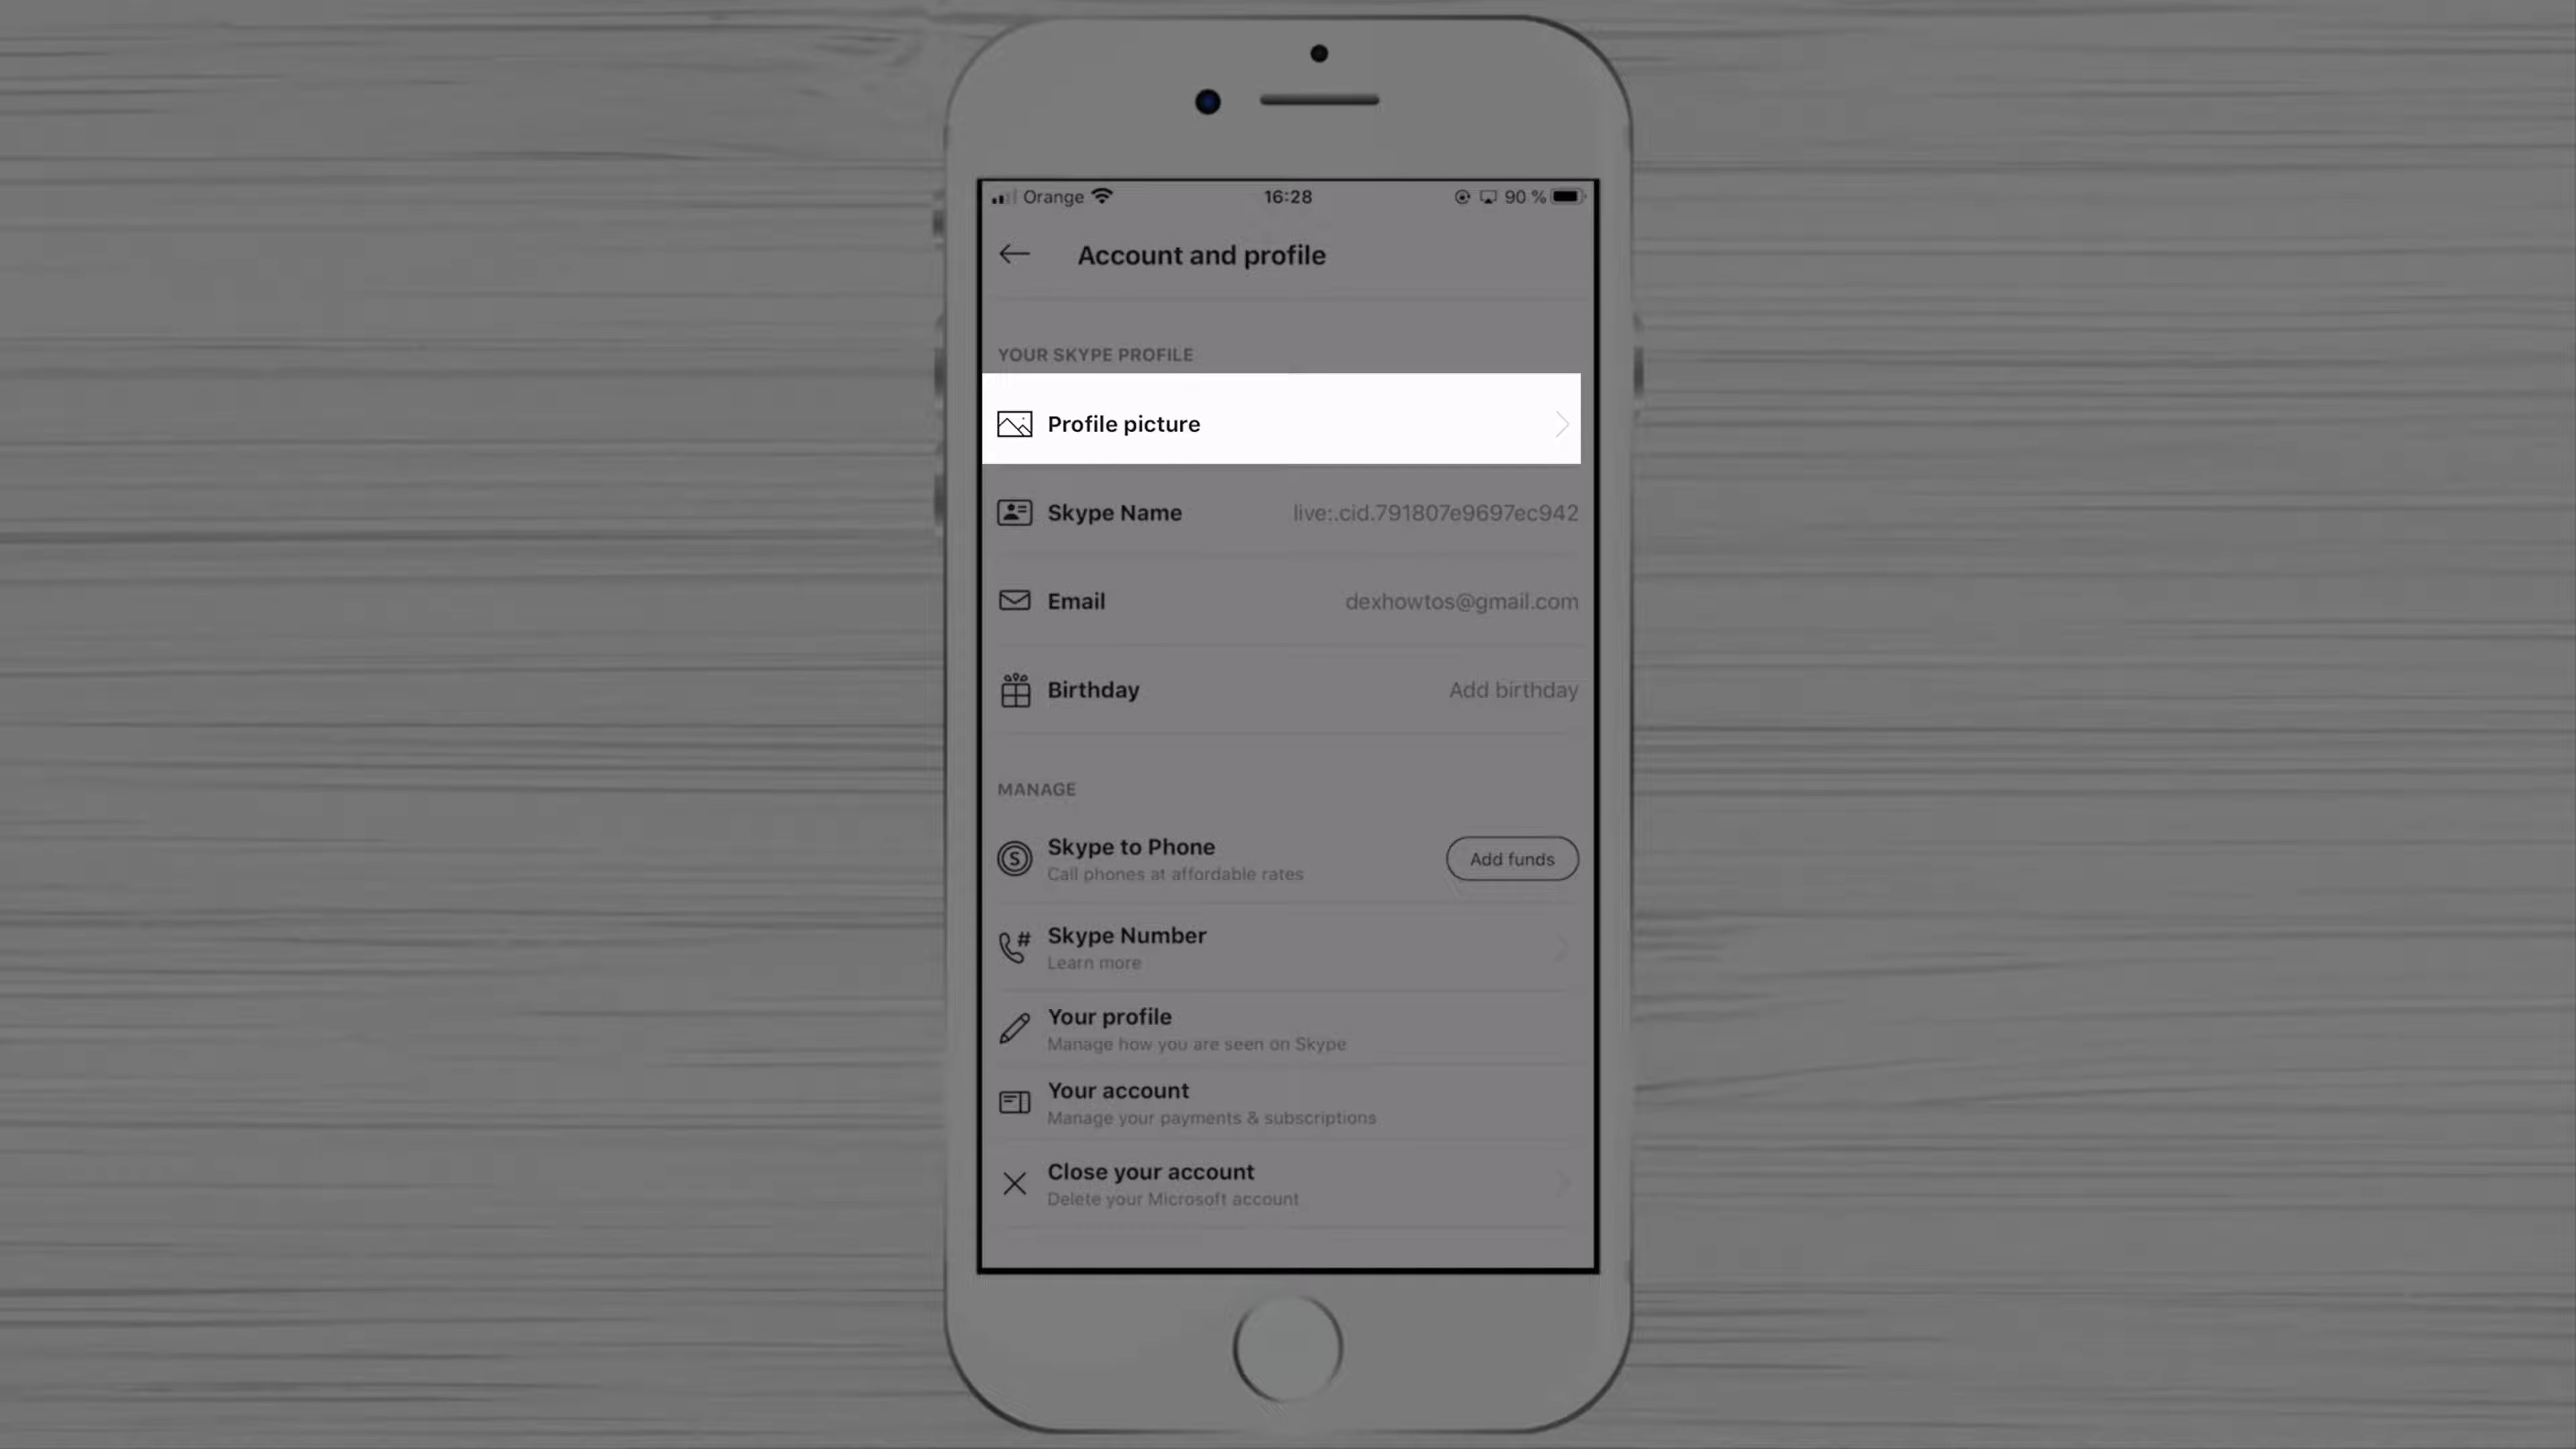 Orange 16:28 90 %
Account and profile
YOUR SKYPE PROFILE
Profile picture
Skype Name live:.cid.791807e9697ec942
Email dexhowtos@gmail.com
Birthday Add birthday
MANAGE
Skype to Phone
Call phones at affordable rates
Add funds
Skype Number
Learn more
Your profile
Manage how you are seen on Skype
Your account
Manage your payments & subscriptions
Close your account
Delete your Microsoft account